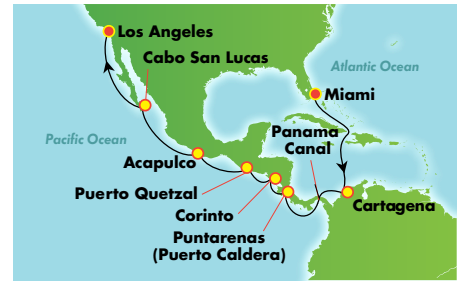 Los Angeles
Cabo San Lucas
Atlantic Ocean
Miami
Pacific Ocean
Panama
Canal
Acapulco
Puerto Quetzal
Cartagena
Corinto
Puntarenas
(Puerto Caldera)